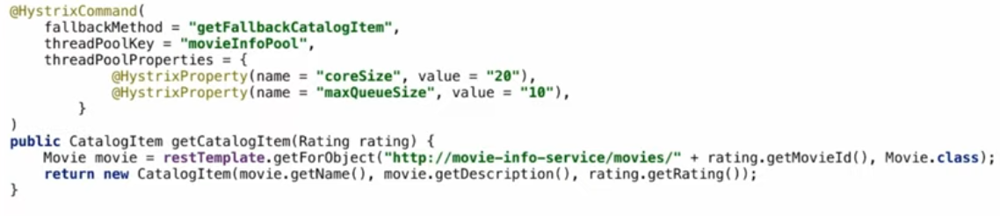 @HystrixCommand(
    fallbackMethod = "getFallbackCatalogItem",
    threadPoolKey = "movieInfoPool",
    threadPoolProperties = {
            @HystrixProperty(name = "coreSize", value = "20"),
            @HystrixProperty(name = "maxQueueSize", value = "10"),
        }
)
public CatalogItem getCatalogItem(Rating rating) {
    Movie movie = restTemplate.getForObject("http://movie-info-service/movies/" + rating.getMovieId(), Movie.class);
    return new CatalogItem(movie.getName(), movie.getDescription(), rating.getRating());
}